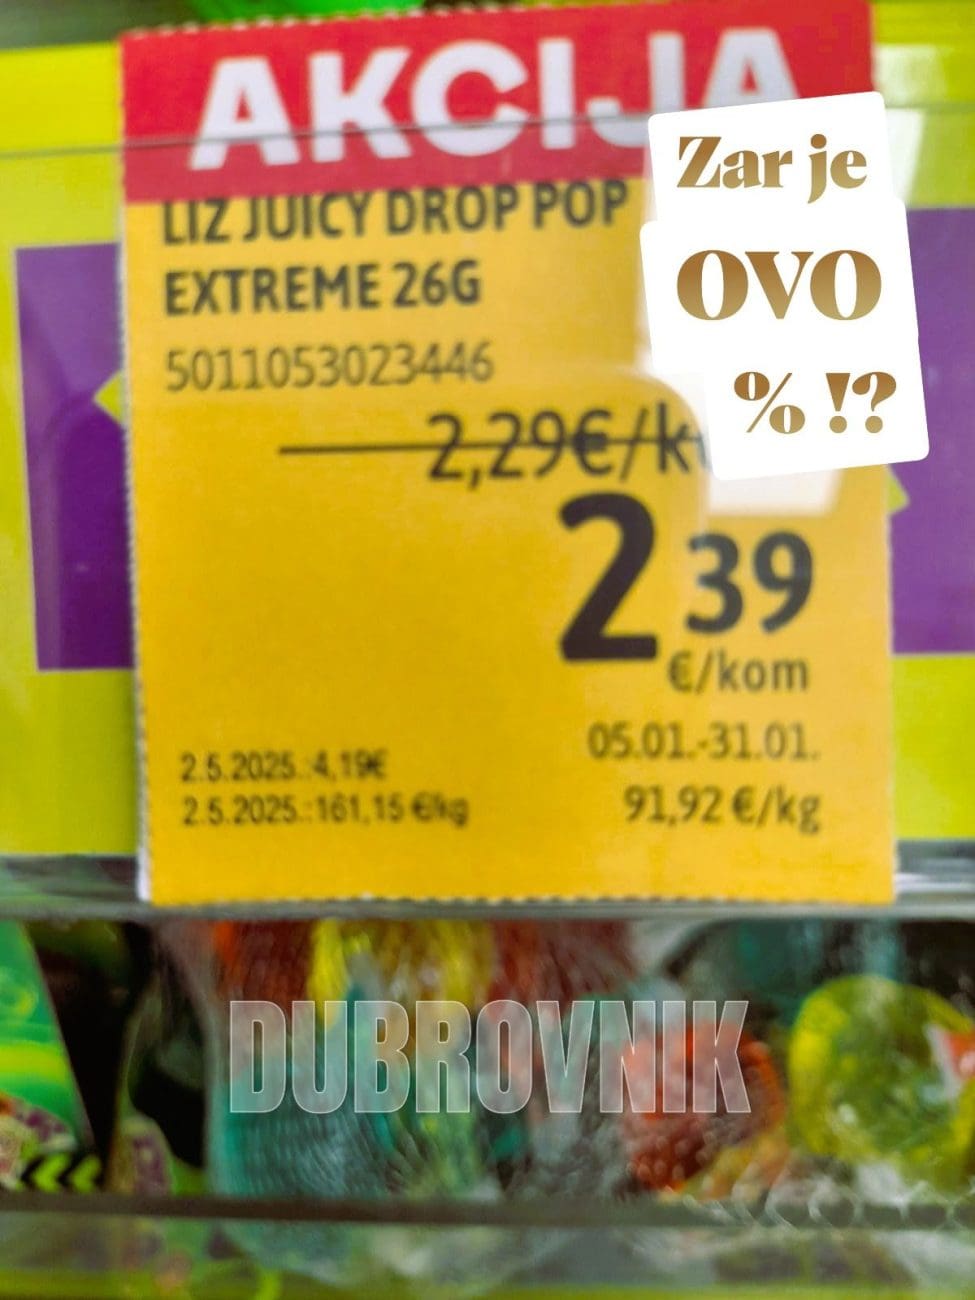 AKCIJA
LIZ JUICY DROP POP
EXTREME 26G
5011053023446
Zar je
OVO
% !?
2,29€/k
2 39
€/kom
05.01.-31.01.
91,92 €/kg
2.5.2025.:4,19€
2.5.2025.:161,15 €/kg
DUBROVNIK